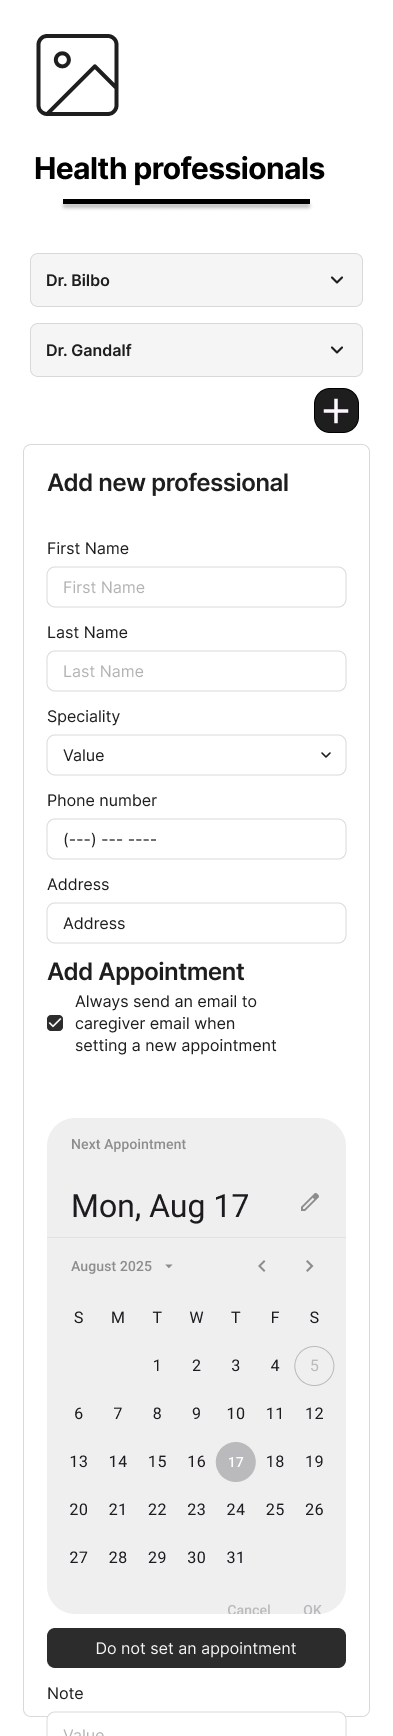 Health professionals
Dr. Bilbo
Dr. Gandalf
Add new professional
First Name
First Name
Last Name
Last Name
Speciality
Value
Phone number
(---) --- ----
Address
Address
Add Appointment
Always send an email to
caregiver email when
setting a new appointment
Next Appointment
Mon, Aug 17
August 2025
S M T W T F S
1 2 3 4 5
6 7 8 9 10 11 12
13 14 15 16 17 18 19
20 21 22 23 24 25 26
27 28 29 30 31
Cancel OK
Do not set an appointment
Note
Value